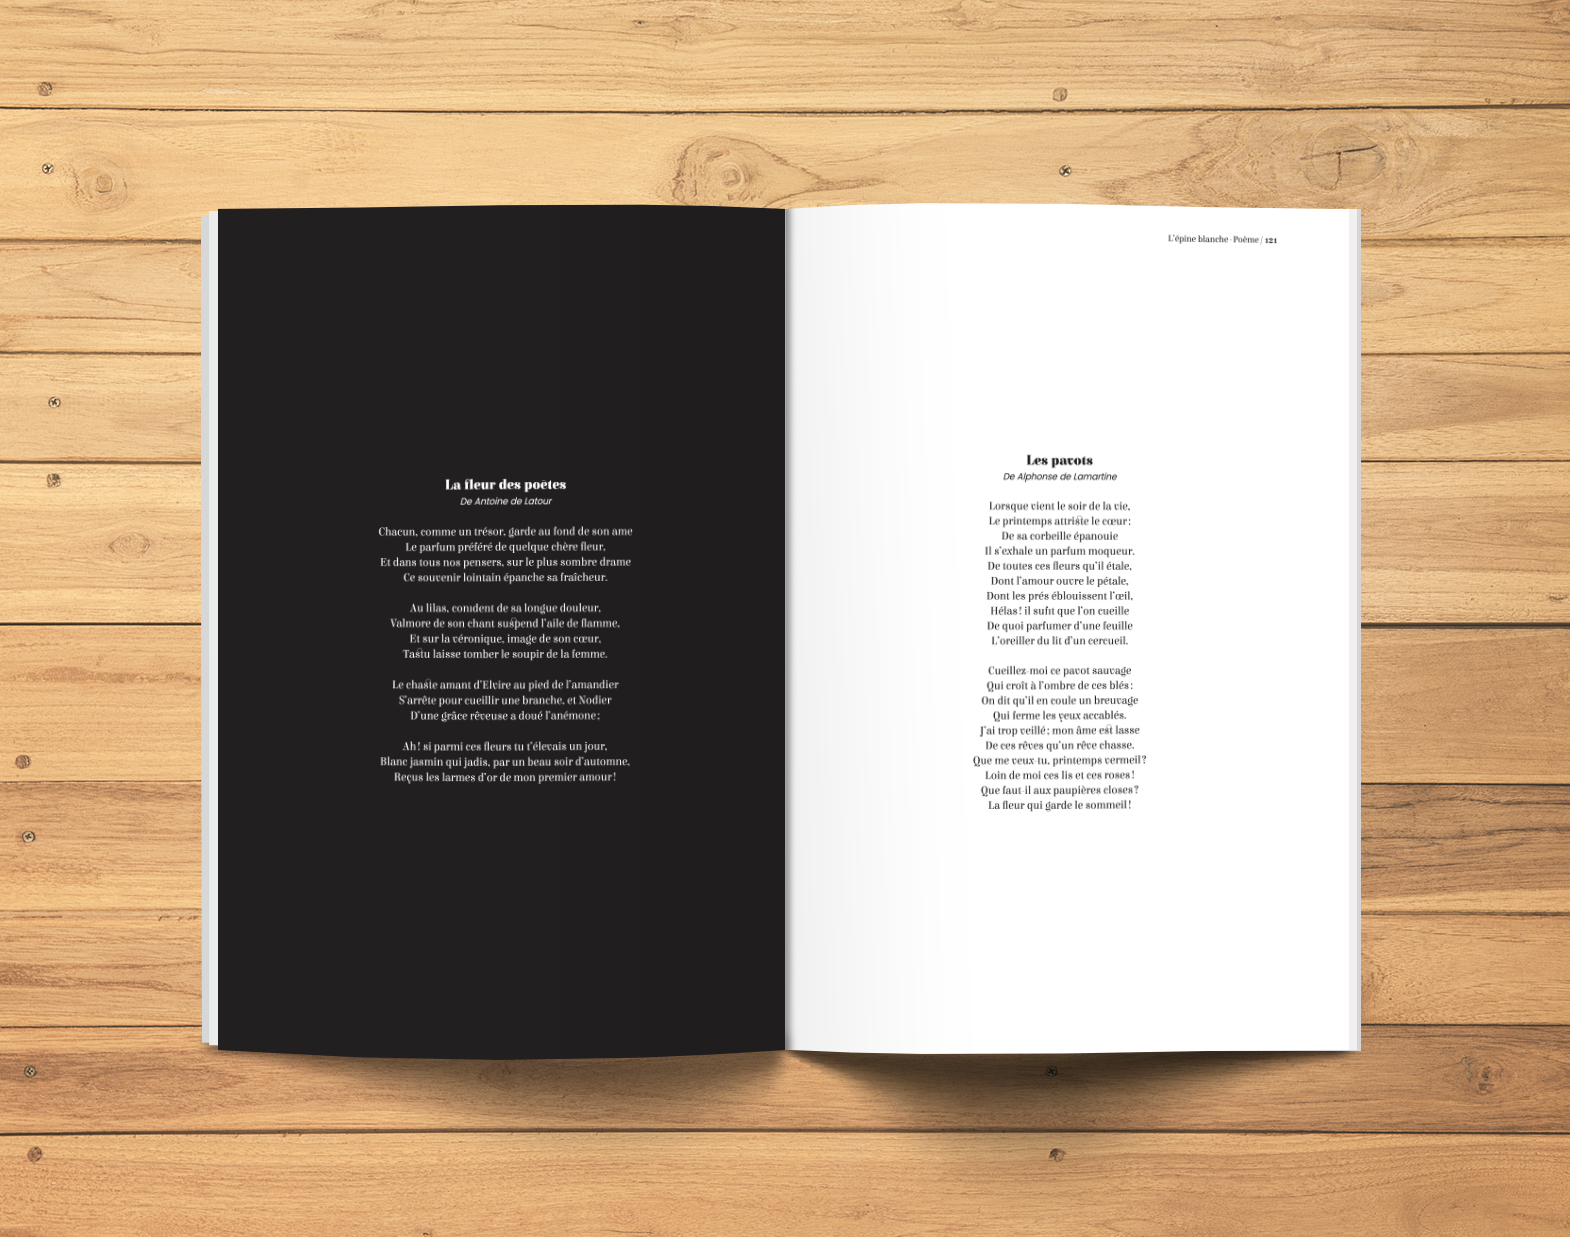 La fleur des poëtes
De Antoine de Latour
Chacun, comme un trésor, garde au fond de son ame
Le parfum préféré de quelque chère fleur,
Et dans tous nos pensers, sur le plus sombre drame
Ce souvenir lointain épanche sa fraîcheur.
Au lilas, conıdent de sa longue douleur,
Valmore de son chant suspend l'aile de flamme,
Et sur la véronique, image de son cœur,
Tastu laisse tomber le soupir de la femme.
Le chaste amant d'Elvire au pied de l'amandier
S'arrête pour cueillir une branche, et Nodier
D'une grâce rêveuse a doué l'anémone ;
Ah ! si parmi ces fleurs tu t'élevais un jour,
Blanc jasmin qui jadis, par un beau soir d'automne,
Reçus les larmes d'or de mon premier amour !
L'épine blanche · Poème / 121
Les pavots
De Alphonse de Lamartine
Lorsque vient le soir de la vie,
Le printemps attriste le cœur :
De sa corbeille épanouie
Il s'exhale un parfum moqueur.
De toutes ces fleurs qu'il étale,
Dont l'amour ouvre le pétale,
Dont les prés éblouissent l'œil,
Hélas ! il sufıt que l'on cueille
De quoi parfumer d'une feuille
L'oreiller du lit d'un cercueil.
Cueillez-moi ce pavot sauvage
Qui croît à l'ombre de ces blés :
On dit qu'il en coule un breuvage
Qui ferme les yeux accablés.
J'ai trop veillé ; mon âme est lasse
De ces rêves qu'un rêve chasse.
Que me veux-tu, printemps vermeil ?
Loin de moi ces lis et ces roses !
Que faut-il aux paupières closes ?
La fleur qui garde le sommeil !